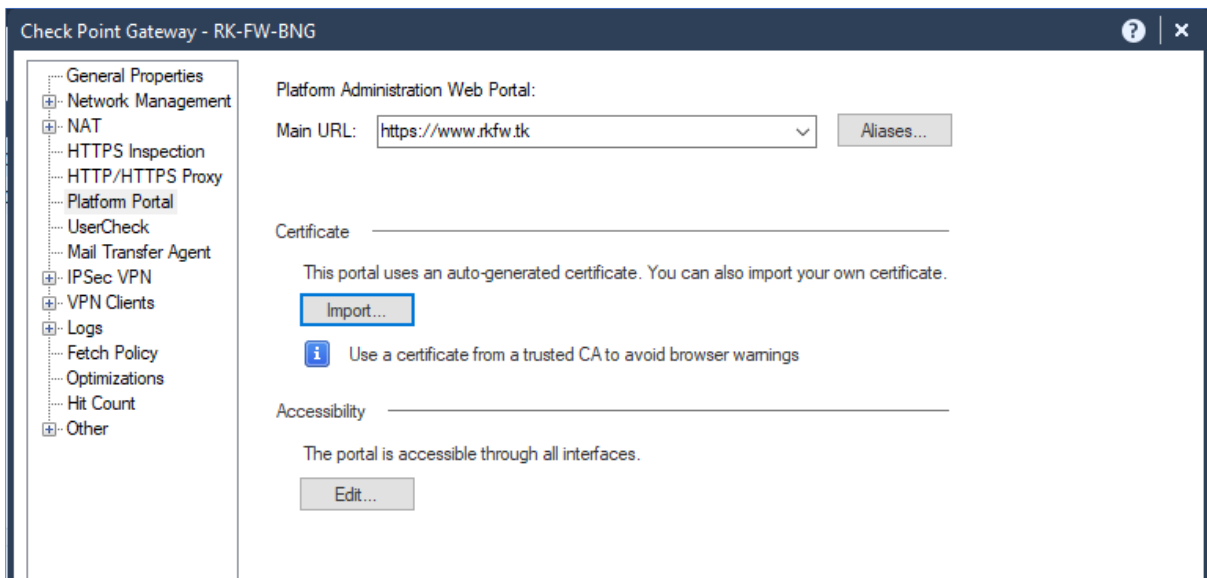 Check Point Gateway - RK-FW-BNG
General Properties
Network Management
NAT
HTTPS Inspection
HTTP/HTTPS Proxy
Platform Portal
UserCheck
Mail Transfer Agent
IPSec VPN
VPN Clients
Logs
Fetch Policy
Optimizations
Hit Count
Other
Platform Administration Web Portal:
Main URL: https://www.rkfw.tk Aliases...
Certificate
This portal uses an auto-generated certificate. You can also import your own certificate.
Import...
Use a certificate from a trusted CA to avoid browser warnings
Accessibility
The portal is accessible through all interfaces.
Edit...